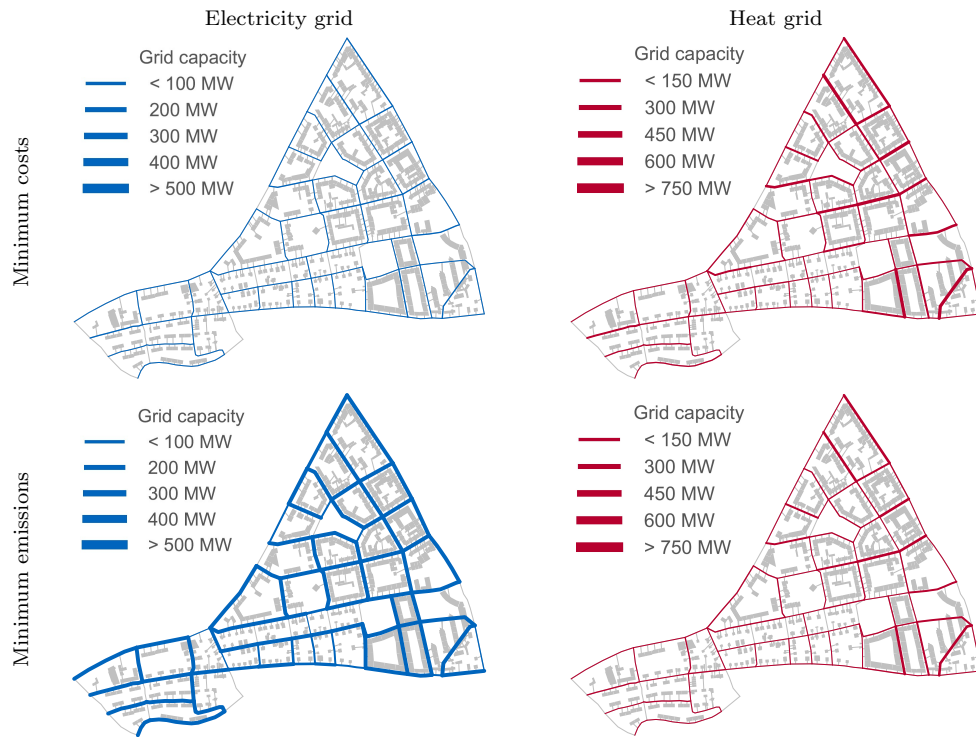 Electricity grid
Heat grid
Minimum costs
Grid capacity
< 100 MW
200 MW
300 MW
400 MW
> 500 MW
Grid capacity
< 150 MW
300 MW
450 MW
600 MW
> 750 MW
Minimum emissions
Grid capacity
< 100 MW
200 MW
300 MW
400 MW
> 500 MW
Grid capacity
< 150 MW
300 MW
450 MW
600 MW
> 750 MW